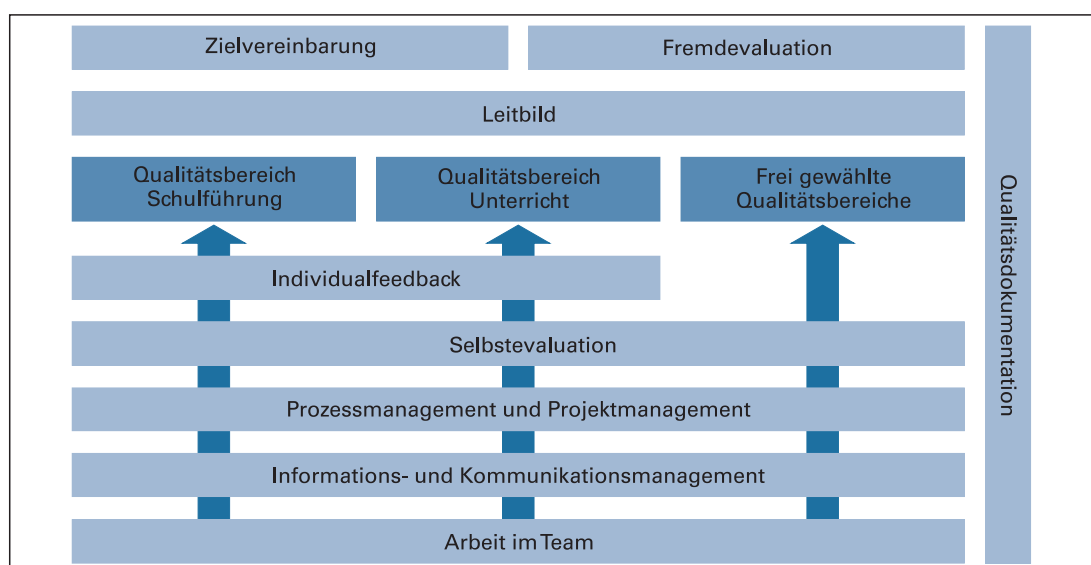 Zielvereinbarung
Fremdevaluation
Leitbild
Qualitätsbereich
Schulführung
Qualitätsbereich
Unterricht
Frei gewählte
Qualitätsbereiche
Individualfeedback
Selbstevaluation
Prozessmanagement und Projektmanagement
Informations- und Kommunikationsmanagement
Arbeit im Team
Qualitätsdokumentation